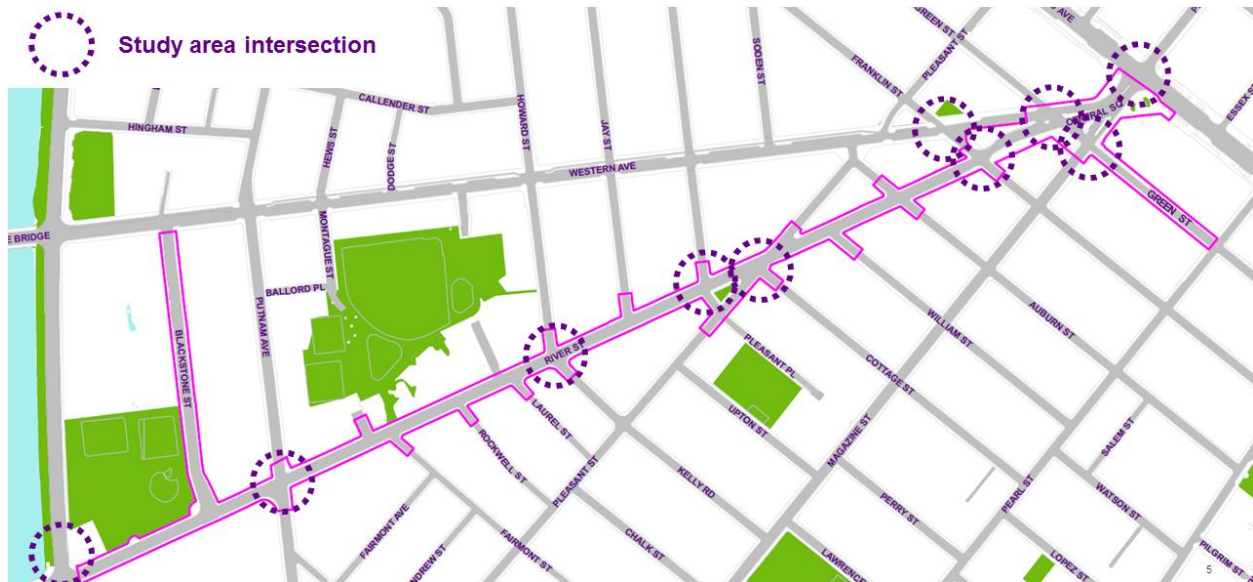 Study area intersection
GREEN ST
PLEASANT ST
AVE
FRANKLIN ST
SODEN ST
ESSEX ST
CALLENDER ST
HOWARD ST
HINGHAM ST
HEWS ST
DODGE ST
JAY ST
WESTERN AVE
GREEN ST
MONTAGUE ST
E BRIDGE
BALLORD PL
PUTNAM AVE
BLACKSTONE ST
RIVER ST
PLEASANT PL
WILLIAM ST
AUBURN ST
COTTAGE ST
LAUREL ST
ROCKWELL ST
UPTON ST
MAGAZINE ST
SALEM ST
PLEASANT ST
KELLY RD
PERRY ST
PEARL ST
WATSON ST
FAIRMONT AVE
NDREW ST
FAIRMONT ST
CHALK ST
LAWRENCE
LOPEZ ST
PILGRIM ST
5